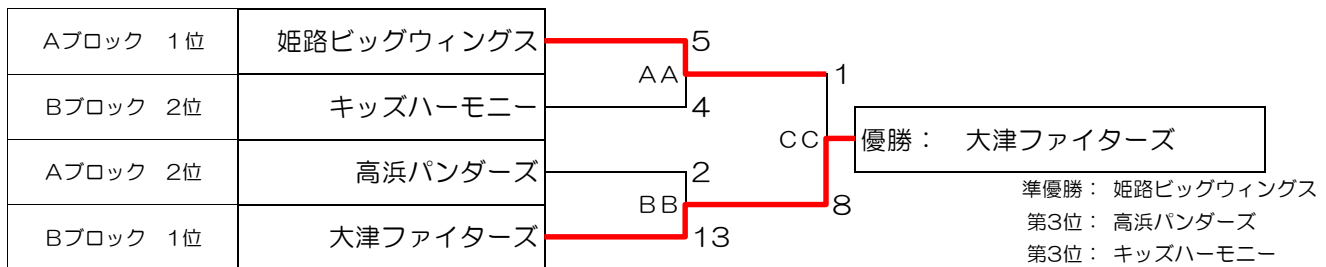 Aブロック 1位 姫路ビッグウィングス 5
AA 1
Bブロック 2位 キッズハーモニー 4
CC 優勝: 大津ファイターズ
Aブロック 2位 高浜パンダーズ 2
準優勝: 姫路ビッグウィングス
BB 8
第3位: 高浜パンダーズ
Bブロック 1位 大津ファイターズ 13
第3位: キッズハーモニー